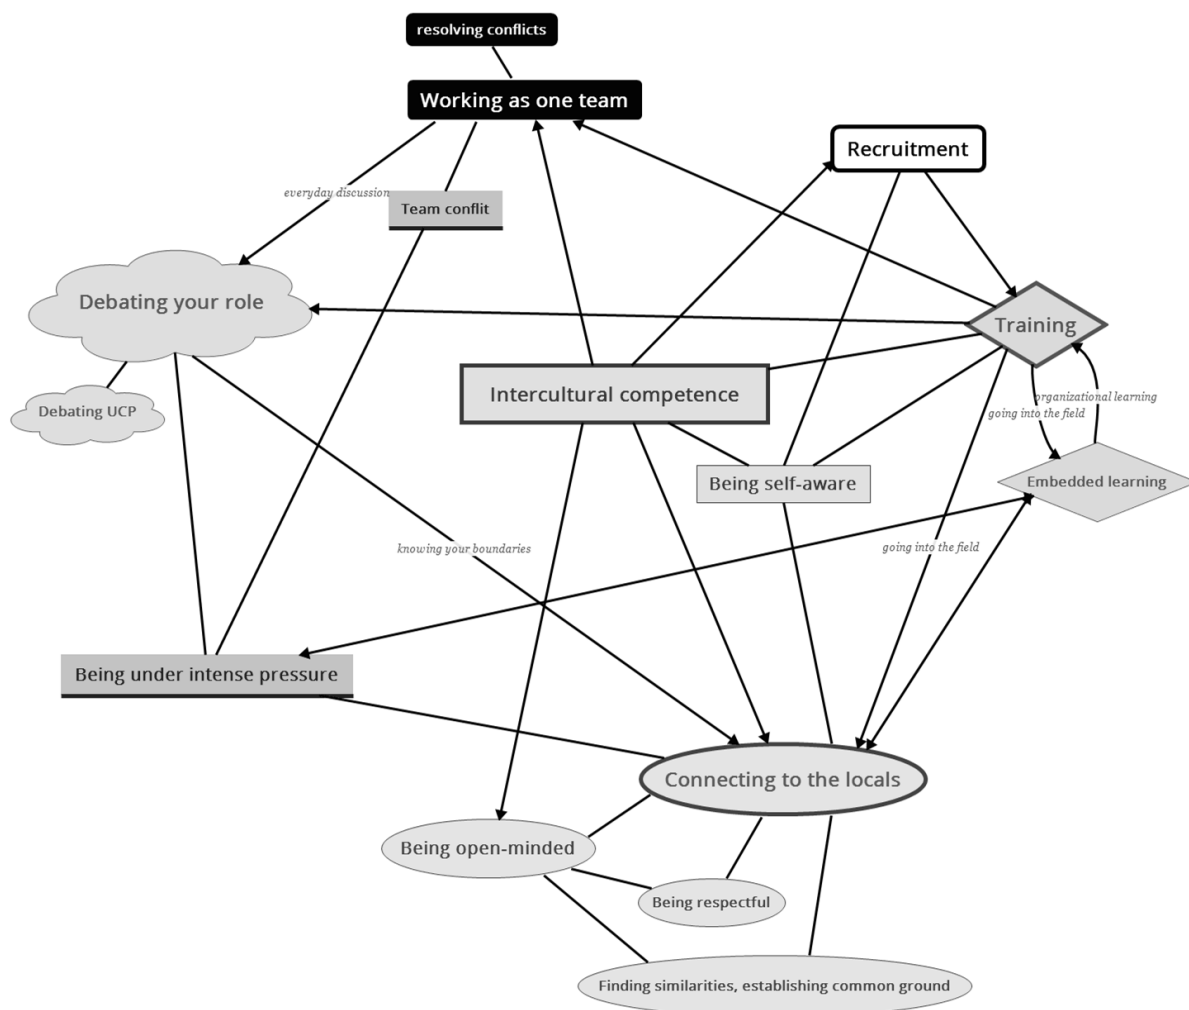 resolving conflicts
Working as one team
Recruitment
everyday discussion
Team conflit
Debating your role
Training
Intercultural competence
organizational learning
going into the field
Debating UCP
Being self-aware
Embedded learning
knowing your boundaries
going into the field
Being under intense pressure
Connecting to the locals
Being open-minded
Being respectful
Finding similarities, establishing common ground